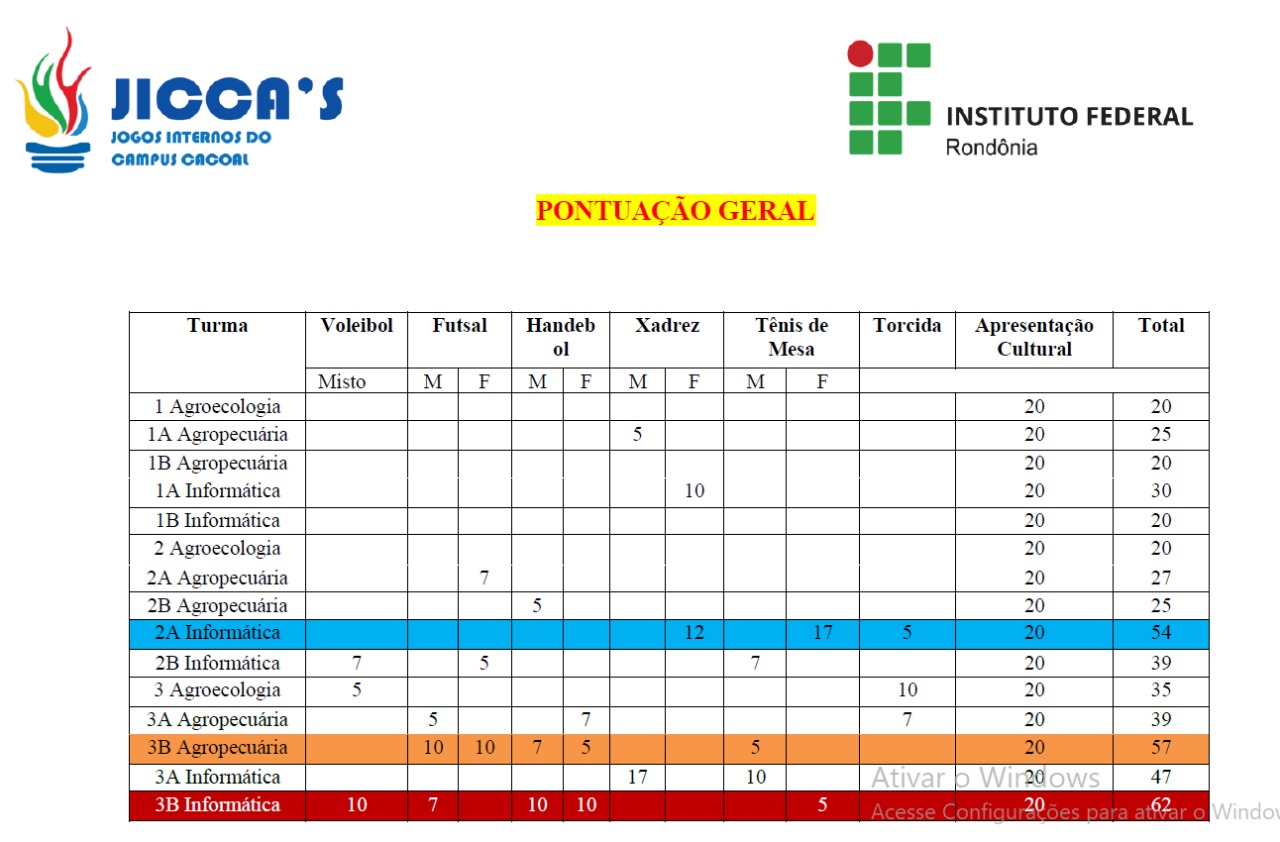 JICCA'S
JOGOS INTERNOS DO
CAMPUS CACOAL
INSTITUTO FEDERAL
Rondônia
PONTUAÇÃO GERAL
Turma Voleibol Futsal Handeb Xadrez Tênis de Torcida Apresentação Total
ol Mesa Cultural
Misto M F M F M F M F
1 Agroecologia 20 20
1A Agropecuária 5 20 25
1B Agropecuária 20 20
1A Informática 10 20 30
1B Informática 20 20
2 Agroecologia 20 20
2A Agropecuária 7 20 27
2B Agropecuária 5 20 25
2A Informática 12 17 5 20 54
2B Informática 7 5 7 20 39
3 Agroecologia 5 10 20 35
3A Agropecuária 5 7 7 20 39
3B Agropecuária 10 10 7 5 5 20 57
3A Informática 17 10 20 47
Ativar o Windows
3B Informática 10 7 10 10 5 20 62
Acesse Configurações para ativar o Window